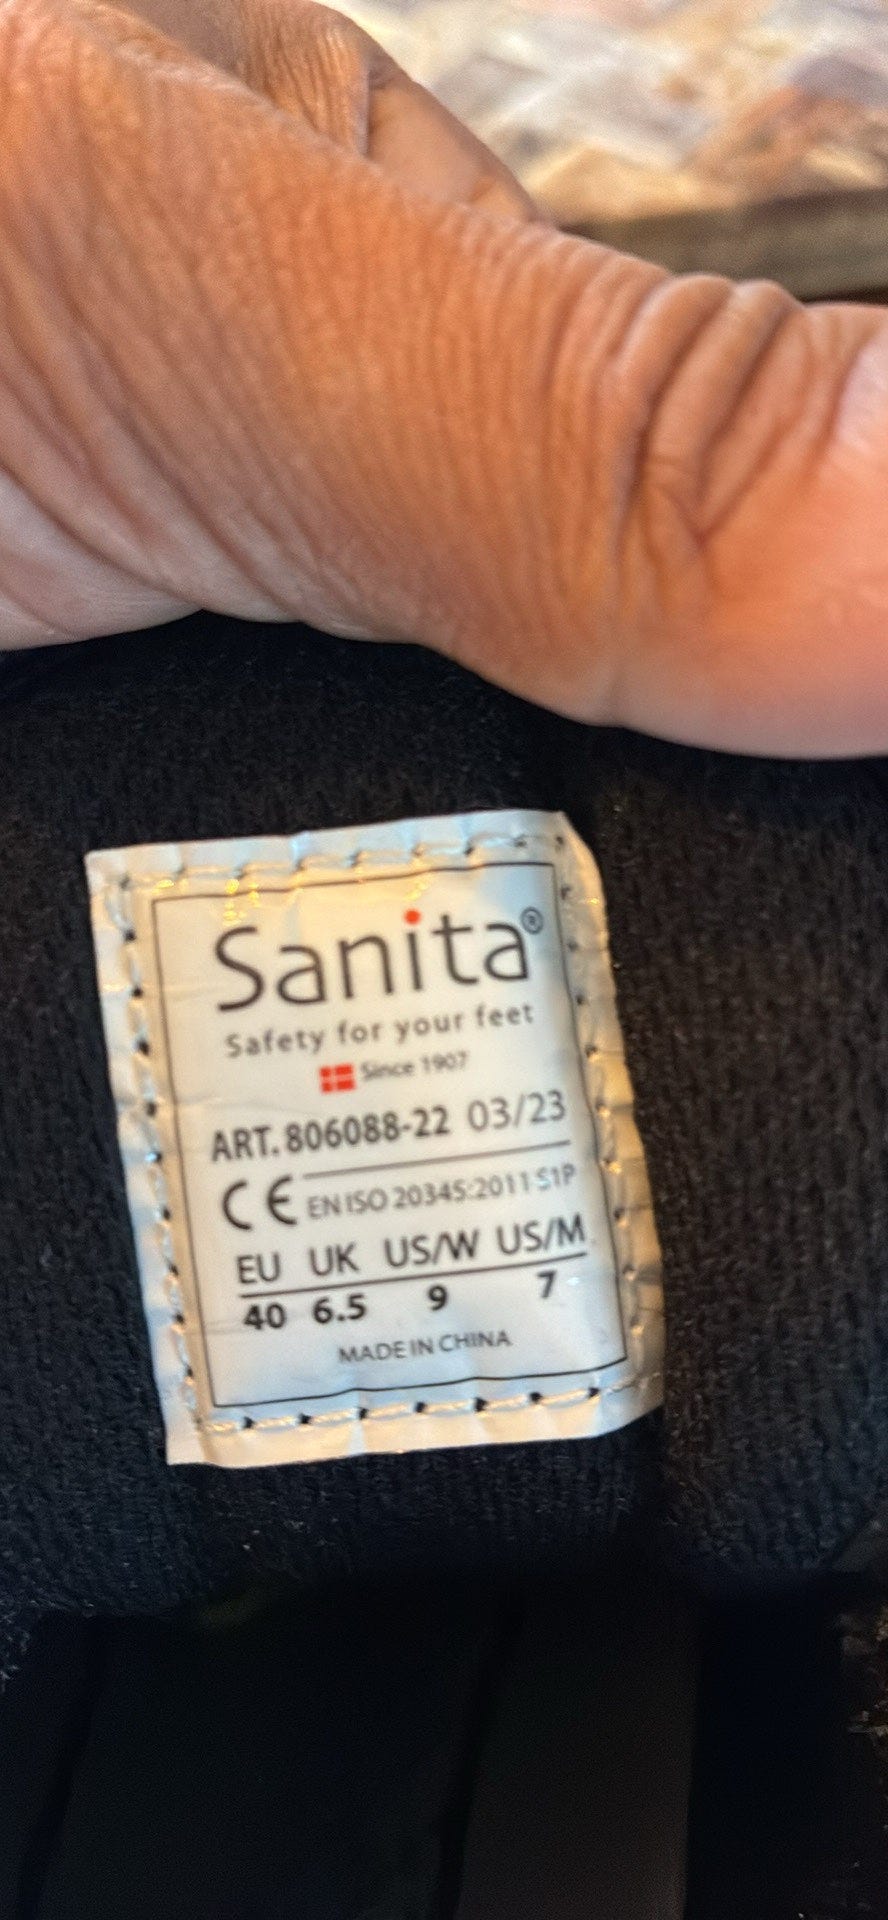 Sanita®
Safety for your feet
Since 1907
ART. 806088-22 03/23
CE EN ISO 20345:2011 S1P
EU UK US/W US/M
40 6.5 9 7
MADE IN CHINA